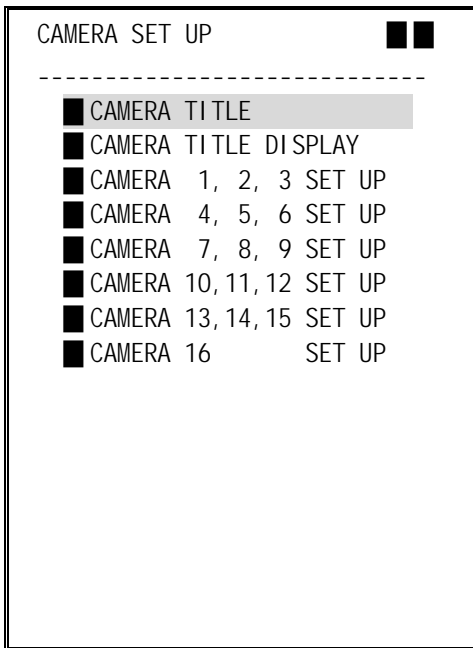 CAMERA SET UP
-----------------------------
CAMERA TITLE
CAMERA TITLE DISPLAY
CAMERA 1, 2, 3 SET UP
CAMERA 4, 5, 6 SET UP
CAMERA 7, 8, 9 SET UP
CAMERA 10,11,12 SET UP
CAMERA 13,14,15 SET UP
CAMERA 16 SET UP